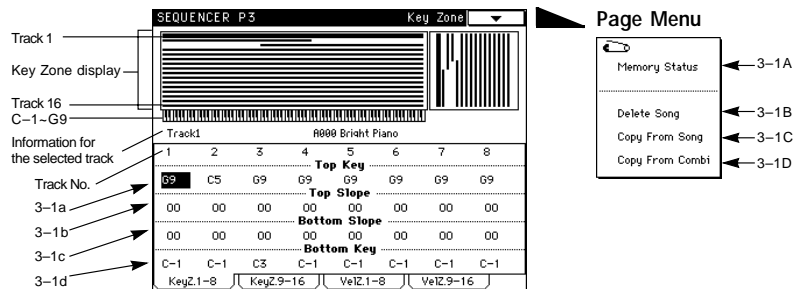 SEQUENCER P3 Key Zone
Page Menu
Track 1
Key Zone display
Track 16
C–1~G9
Information for
the selected track
Track1 A000 Bright Piano
Track No.
1 2 3 4 5 6 7 8
Top Key
3–1a
G9 C5 G9 G9 G9 G9 G9 G9
Top Slope
3–1b
00 00 00 00 00 00 00 00
Bottom Slope
3–1c
00 00 00 00 00 00 00 00
Bottom Key
3–1d
C-1 C-1 C3 C-1 C-1 C-1 C-1 C-1
KeyZ.1-8 KeyZ.9-16 VelZ.1-8 VelZ.9-16
Memory Status
3–1A
Delete Song
3–1B
Copy From Song
3–1C
Copy From Combi
3–1D